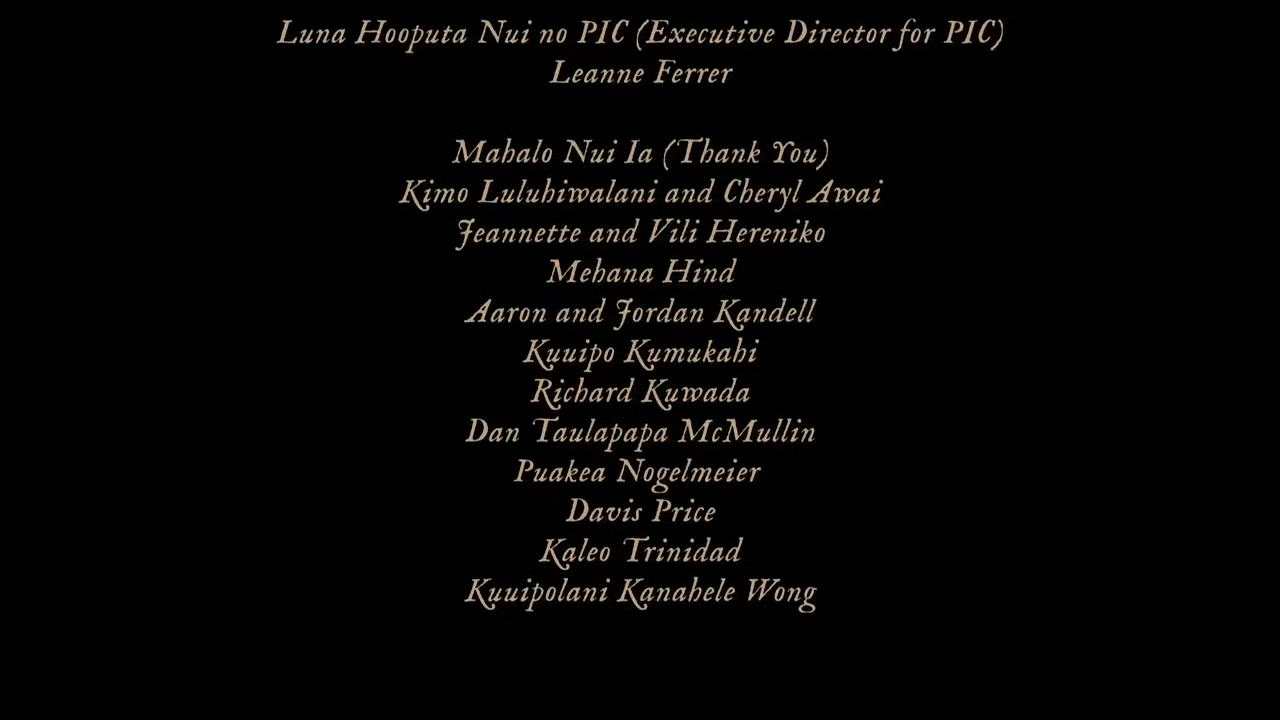 Luna Hooputa Nui no PIC (Executive Director for PIC)
Leanne Ferrer
Mahalo Nui Ia (Thank You)
Kimo Luluhiwalani and Cheryl Awai
Jeannette and Vili Hereniko
Mehana Hind
Aaron and Jordan Kandell
Kuuipo Kumukahi
Richard Kuwada
Dan Taulapapa McMullin
Puakea Nogelmeier
Davis Price
Kaleo Trinidad
Kuuipolani Kanahele Wong